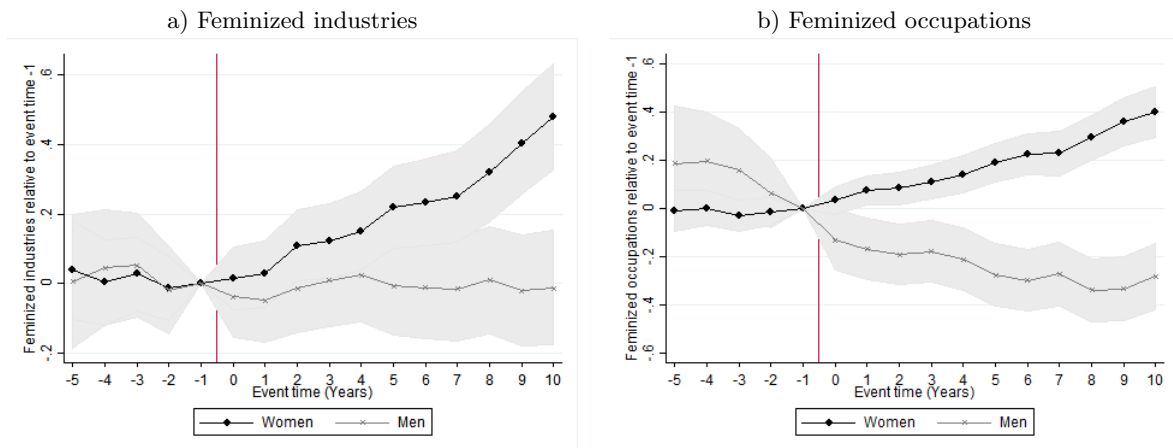 a) Feminized industries
Feminized industries relative to event time -1
.6
.4
.2
0
-.2
-5 -4 -3 -2 -1 0 1 2 3 4 5 6 7 8 9 10
Event time (Years)
Women Men
b) Feminized occupations
Feminized occupations relative to event time -1
.6
.4
.2
0
-.2
-.4
-.6
-5 -4 -3 -2 -1 0 1 2 3 4 5 6 7 8 9 10
Event time (Years)
Women Men